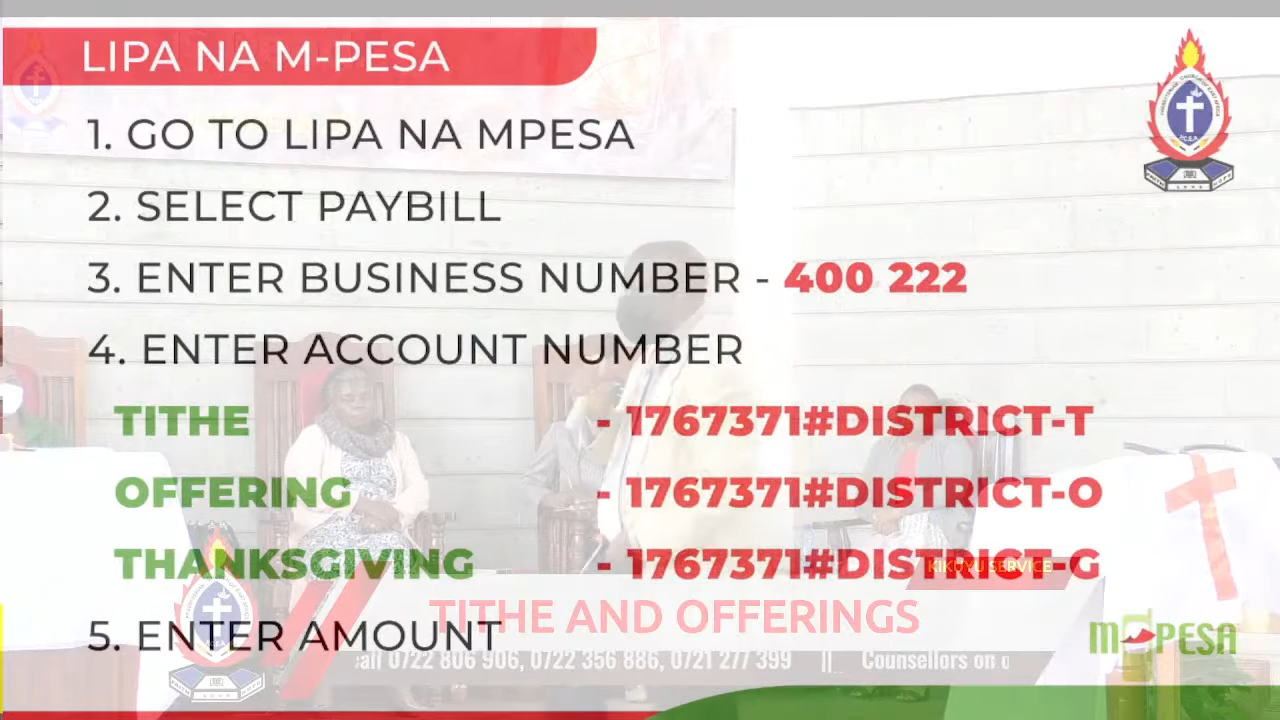 LIPA NA M-PESA
1. GO TO LIPA NA MPESA
2. SELECT PAYBILL
3. ENTER BUSINESS NUMBER - 400 222
4. ENTER ACCOUNT NUMBER
TITHE - 1767371#DISTRICT-T
OFFERING - 1767371#DISTRICT-O
THANKSGIVING - 1767371#DISTRICT-G
KIKUYU SERVICE
TITHE AND OFFERINGS
5. ENTER AMOUNT
M-PESA
0722 806 906, 0722 356 886, 0721 277 399 || Counsellors on